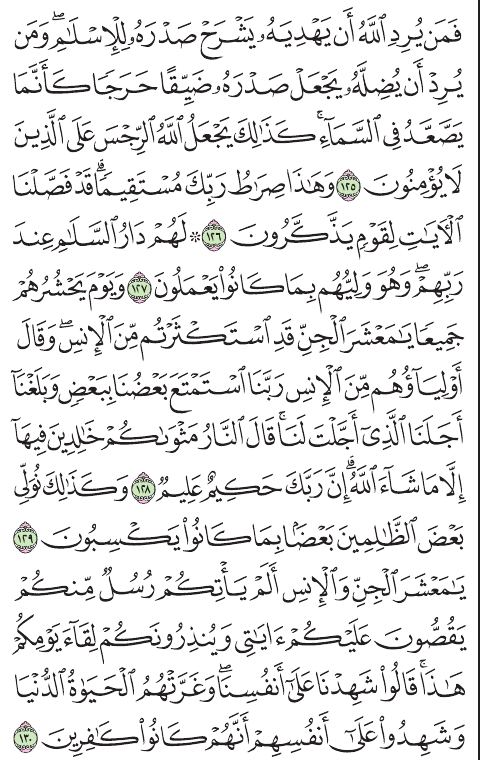 فَمَن يُرِدِ ٱللَّهُ أَن يَهۡدِيَهُۥ يَشۡرَحۡ صَدۡرَهُۥ لِلۡإِسۡلَٰمِۖ وَمَن
يُرِدۡ أَن يُضِلَّهُۥ يَجۡعَلۡ صَدۡرَهُۥ ضَيِّقًا حَرَجٗا كَأَنَّمَا
يَصَّعَّدُ فِي ٱلسَّمَآءِۚ كَذَٰلِكَ يَجۡعَلُ ٱللَّهُ ٱلرِّجۡسَ عَلَى ٱلَّذِينَ
لَا يُؤۡمِنُونَ ١٢٥ وَهَٰذَا صِرَٰطُ رَبِّكَ مُسۡتَقِيمٗاۗ قَدۡ فَصَّلۡنَا
ٱلۡأٓيَٰتِ لِقَوۡمٖ يَذَّكَّرُونَ ١٢٦ ۞ لَهُمۡ دَارُ ٱلسَّلَٰمِ عِندَ
رَبِّهِمۡۖ وَهُوَ وَلِيُّهُم بِمَا كَانُواْ يَعۡمَلُونَ ١٢٧ وَيَوۡمَ يَحۡشُرُهُمۡ
جَمِيعٗا يَٰمَعۡشَرَ ٱلۡجِنِّ قَدِ ٱسۡتَكۡثَرۡتُم مِّنَ ٱلۡإِنسِۖ وَقَالَ
أَوۡلِيَآؤُهُم مِّنَ ٱلۡإِنسِ رَبَّنَا ٱسۡتَمۡتَعَ بَعۡضُنَا بِبَعۡضٖ وَبَلَغۡنَآ
أَجَلَنَا ٱلَّذِيٓ أَجَّلۡتَ لَنَاۚ قَالَ ٱلنَّارُ مَثۡوَىٰكُمۡ خَٰلِدِينَ فِيهَآ
إِلَّا مَا شَآءَ ٱللَّهُۗ إِنَّ رَبَّكَ حَكِيمٌ عَلِيمٞ ١٢٨ وَكَذَٰلِكَ نُوَلِّي
بَعۡضَ ٱلظَّٰلِمِينَ بَعۡضَۢا بِمَا كَانُواْ يَكۡسِبُونَ ١٢٩
يَٰمَعۡشَرَ ٱلۡجِنِّ وَٱلۡإِنسِ أَلَمۡ يَأۡتِكُمۡ رُسُلٞ مِّنكُمۡ
يَقُصُّونَ عَلَيۡكُمۡ ءَايَٰتِي وَيُنذِرُونَكُمۡ لِقَآءَ يَوۡمِكُمۡ
هَٰذَاۚ قَالُواْ شَهِدۡنَا عَلَىٰٓ أَنفُسِنَاۖ وَغَرَّتۡهُمُ ٱلۡحَيَوٰةُ ٱلدُّنۡيَا
وَشَهِدُواْ عَلَىٰٓ أَنفُسِهِمۡ أَنَّهُمۡ كَانُواْ كَٰفِرِينَ ١٣٠